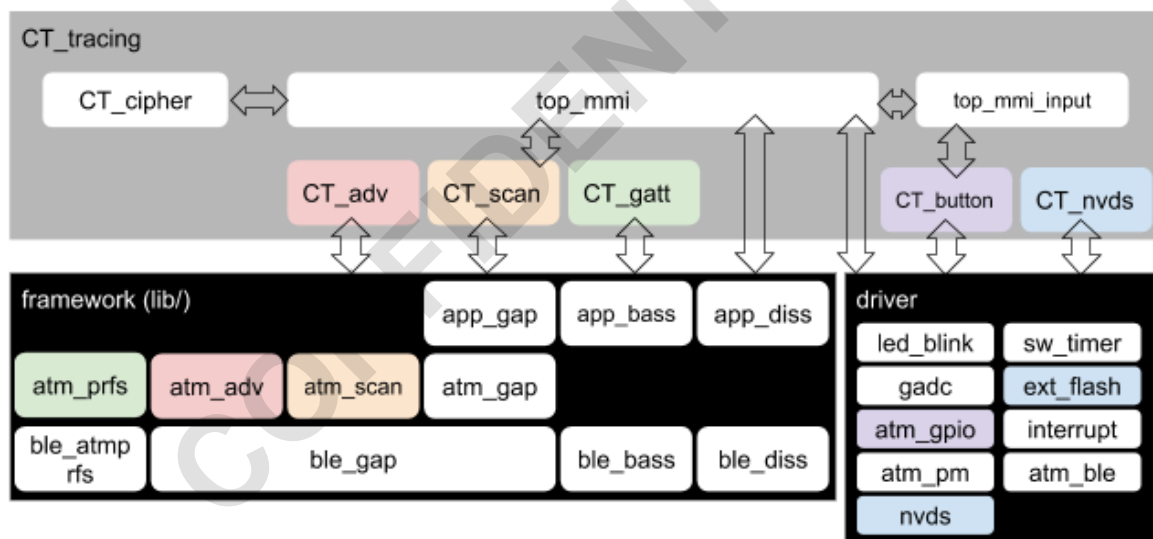 CT_tracing
CT_cipher
top_mmi
top_mmi_input
CT_adv
CT_scan
CT_gatt
CT_button
CT_nvds
framework (lib/)
app_gap
app_bass
app_diss
atm_prfs
atm_adv
atm_scan
atm_gap
ble_atmp
rfs
ble_gap
ble_bass
ble_diss
driver
led_blink
sw_timer
gadc
ext_flash
atm_gpio
interrupt
atm_pm
atm_ble
nvds
CONFIDENT